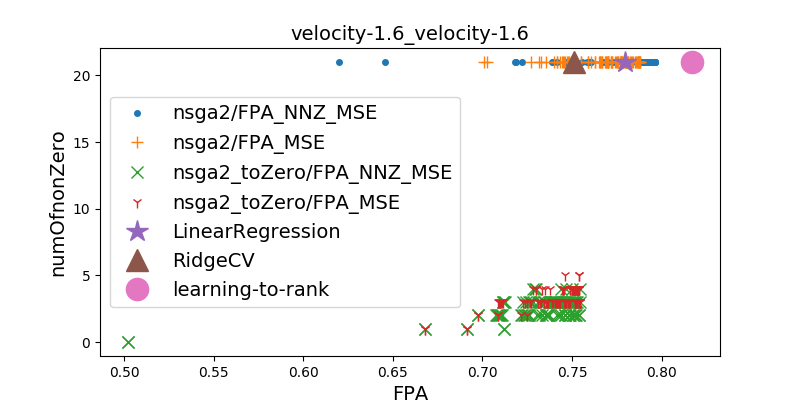 velocity-1.6_velocity-1.6
numOfnonZero
20
15
10
5
0
nsga2/FPA_NNZ_MSE
nsga2/FPA_MSE
nsga2_toZero/FPA_NNZ_MSE
nsga2_toZero/FPA_MSE
LinearRegression
RidgeCV
learning-to-rank
0.50 0.55 0.60 0.65 0.70 0.75 0.80
FPA